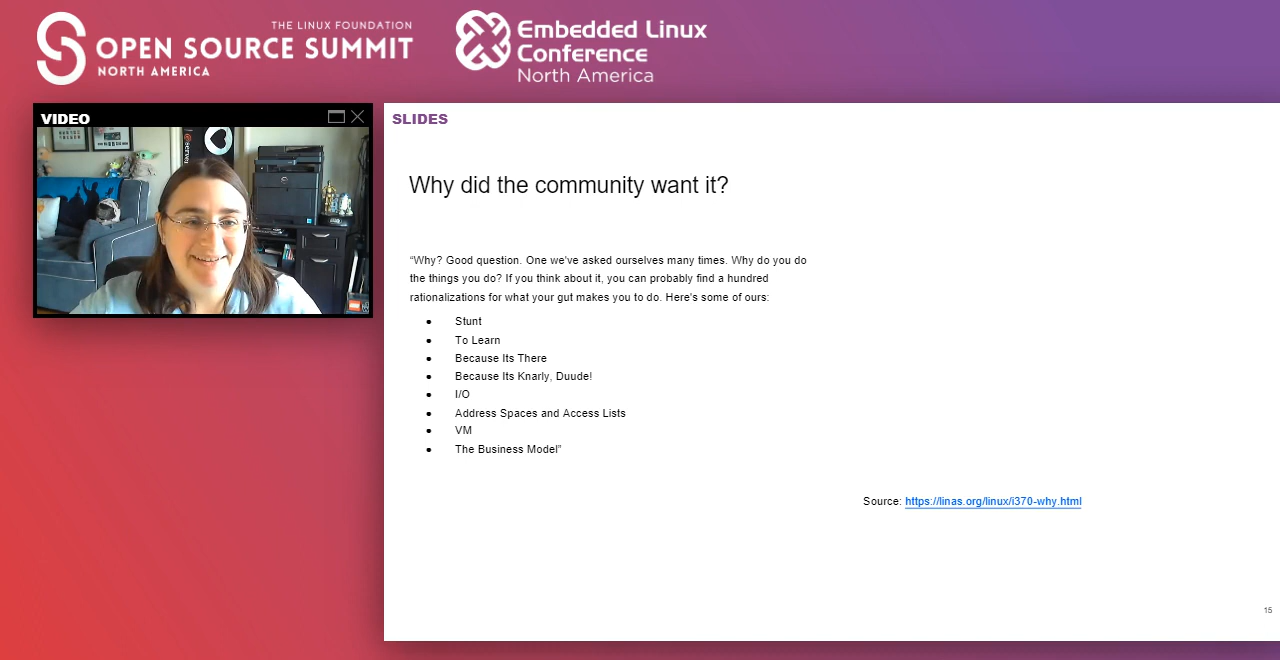 THE LINUX FOUNDATION
OPEN SOURCE SUMMIT
NORTH AMERICA
Embedded Linux
Conference
North America
VIDEO
SLIDES
Why did the community want it?
“Why? Good question. One we've asked ourselves many times. Why do you do
the things you do? If you think about it, you can probably find a hundred
rationalizations for what your gut makes you to do. Here's some of ours:
● Stunt
● To Learn
● Because Its There
● Because Its Knarly, Duude!
● I/O
● Address Spaces and Access Lists
● VM
● The Business Model”
Source: https://linas.org/linux/i370-why.html
15